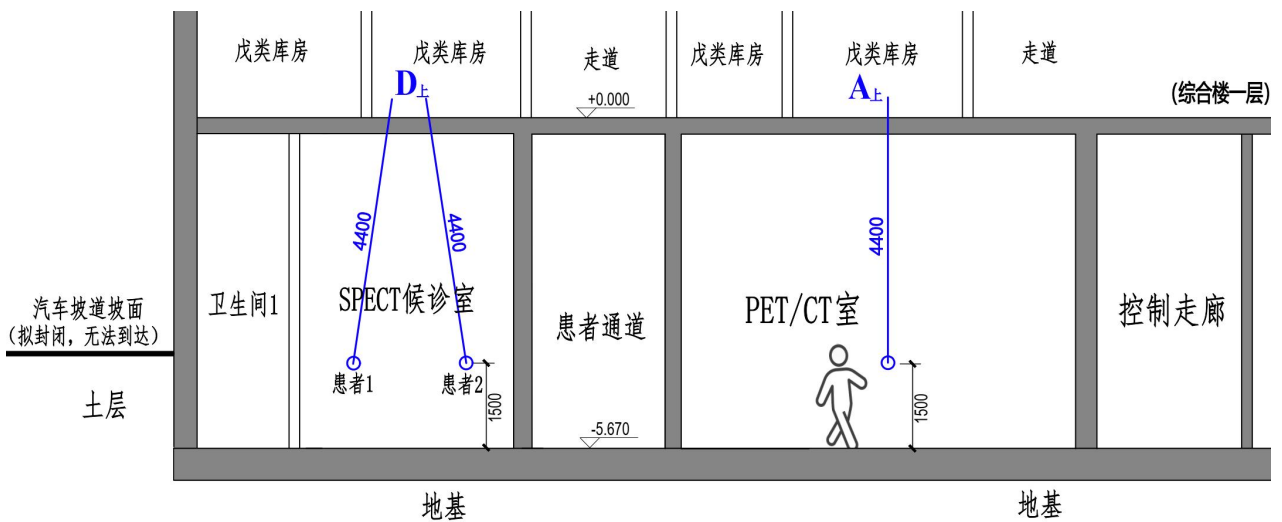 戊类库房
戊类库房
走道
戊类库房
戊类库房
走道
D上
A上
+0.000
(综合楼一层)
4400
4400
4400
汽车坡道坡面
(拟封闭，无法到达)
土层
卫生间1
SPECT候诊室
患者通道
PET/CT室
控制走廊
患者1
患者2
1500
1500
-5.670
地基
地基